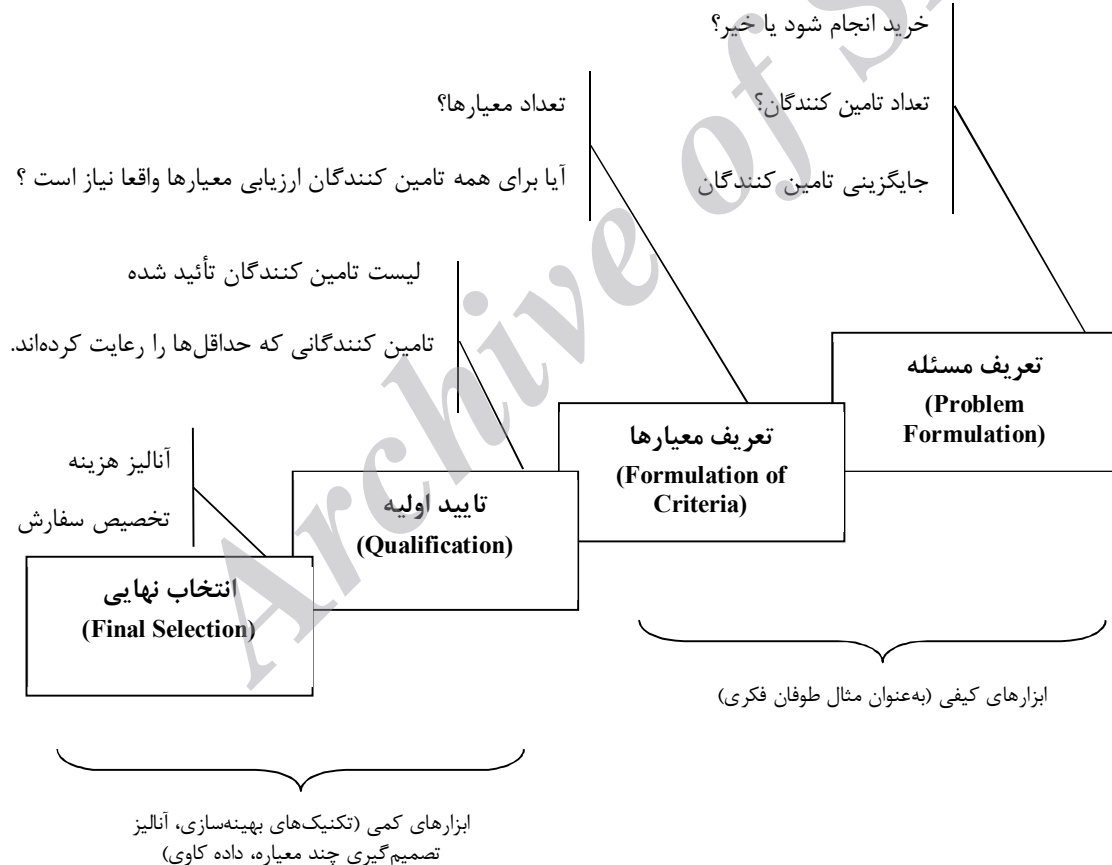 خرید انجام شود یا خیر؟
تعداد تامین کنندگان؟
جایگزینی تامین کنندگان
تعداد معیارها؟
آیا برای همه تامین کنندگان ارزیابی معیارها واقعا نیاز است ؟
لیست تامین کنندگان تأئید شده
تامین کنندگانی که حداقل‌ها را رعایت کرده‌اند.
آنالیز هزینه
تخصیص سفارش
تعریف مسئله
(Problem
Formulation)
تعریف معیارها
(Formulation of
Criteria)
تایید اولیه
(Qualification)
انتخاب نهایی
(Final Selection)
ابزارهای کیفی (به‌عنوان مثال طوفان فکری)
ابزارهای کمی (تکنیک‌های بهینه‌سازی، آنالیز
تصمیم‌گیری چند معیاره، داده کاوی)
Archive of